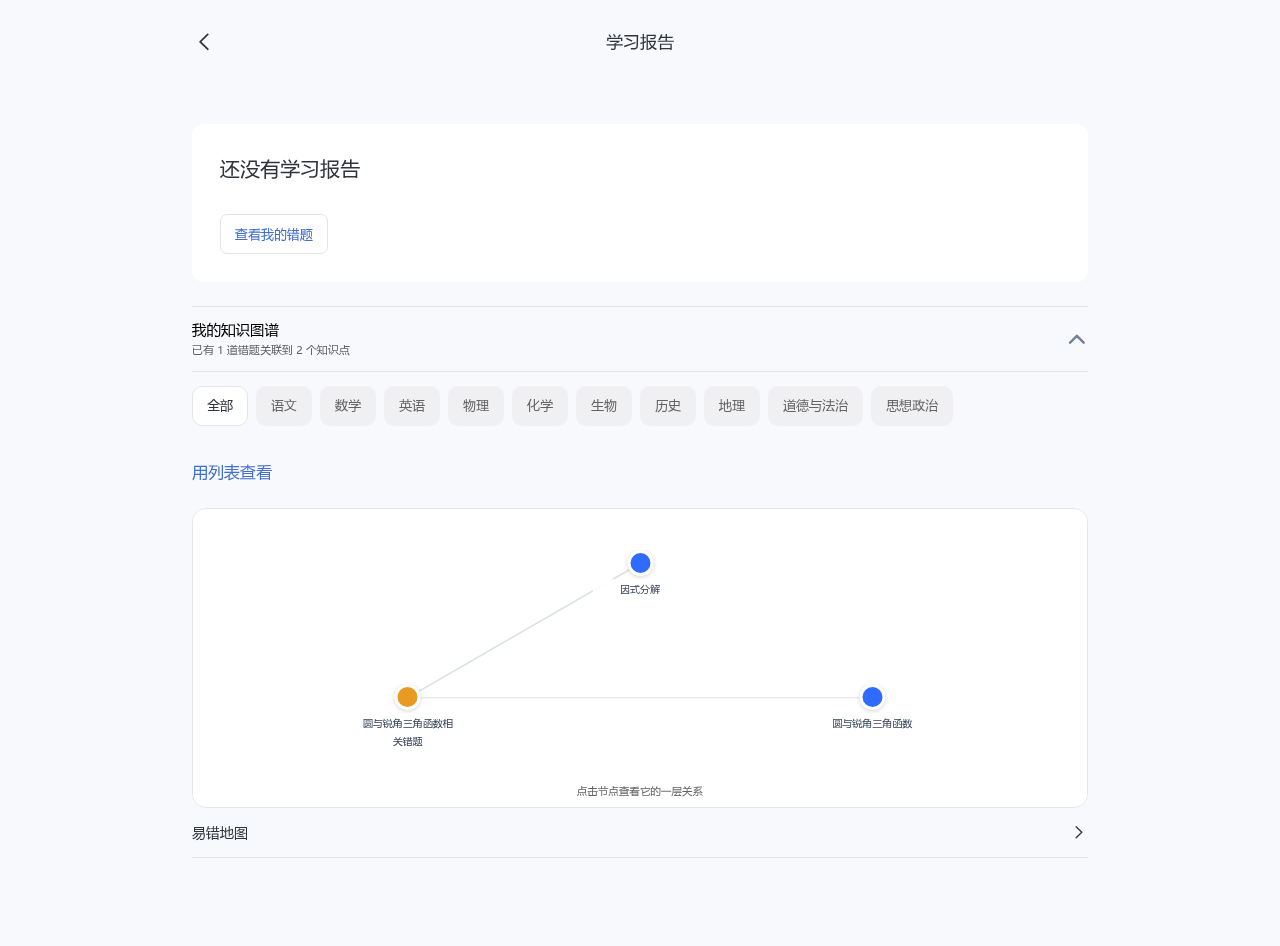 学习报告
还没有学习报告
查看我的错题
我的知识图谱
已有 1 道错题关联到 2 个知识点
全部 语文 数学 英语 物理 化学 生物 历史 地理 道德与法治 思想政治
用列表查看
因式分解
圆与锐角三角函数相
关错题
圆与锐角三角函数
点击节点查看它的一层关系
易错地图